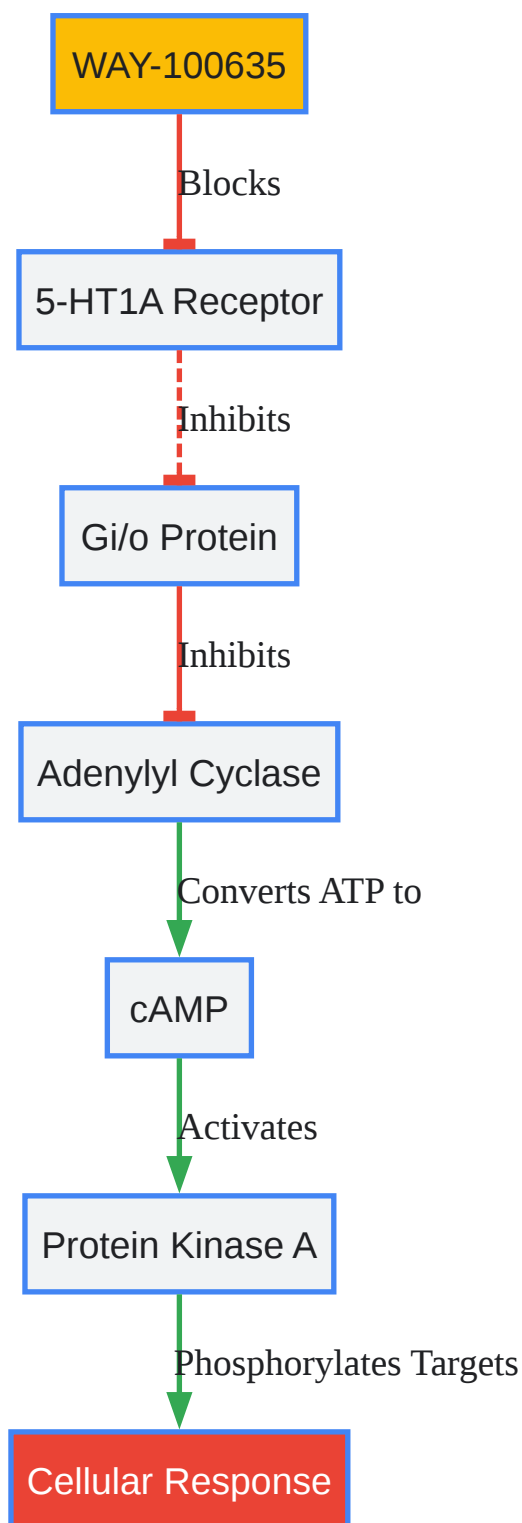 WAY-100635
Blocks
5-HT1A Receptor
Inhibits
Gi/o Protein
Inhibits
Adenylyl Cyclase
Converts ATP to
cAMP
Activates
Protein Kinase A
Phosphorylates Targets
Cellular Response